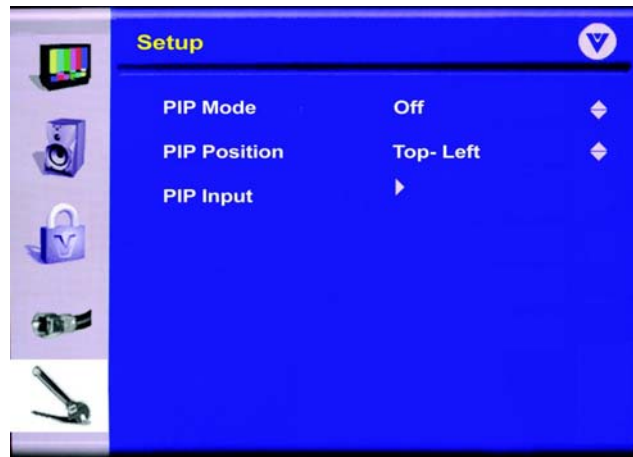 Setup
PIP Mode Off
PIP Position Top- Left
PIP Input